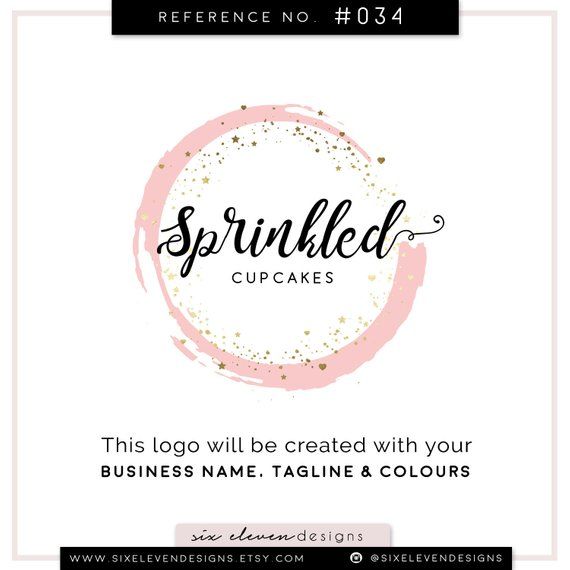 REFERENCE NO. #034
Sprinkled
CUPCAKES
This logo will be created with your
BUSINESS NAME, TAGLINE & COLOURS
six eleven designs
WWW.SIXELEVENDESIGNS.ETSY.COM @SIXELEVENDESIGNS